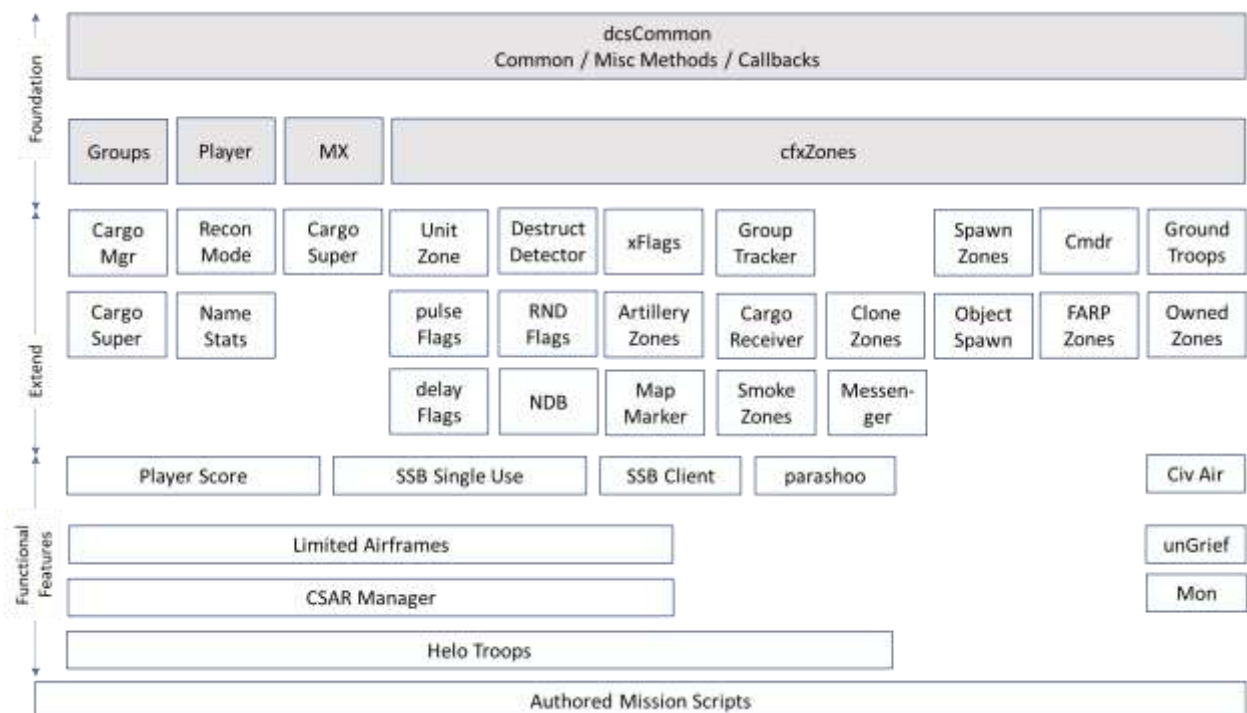 dcsCommon
Common / Misc Methods / Callbacks
Foundation
Groups
Player
MX
cfxZones
Extend
Cargo
Mgr
Recon
Mode
Cargo
Super
Unit
Zone
Destruct
Detector
xFlags
Group
Tracker
Spawn
Zones
Cmdr
Ground
Troops
Cargo
Super
Name
Stats
pulse
Flags
RND
Flags
Artillery
Zones
Cargo
Receiver
Clone
Zones
Object
Spawn
FARP
Zones
Owned
Zones
delay
Flags
NDB
Map
Marker
Smoke
Zones
Messen-
ger
Functional
Features
Player Score
SSB Single Use
SSB Client
parashoo
Civ Air
Limited Airframes
unGrief
CSAR Manager
Mon
Helo Troops
Authored Mission Scripts